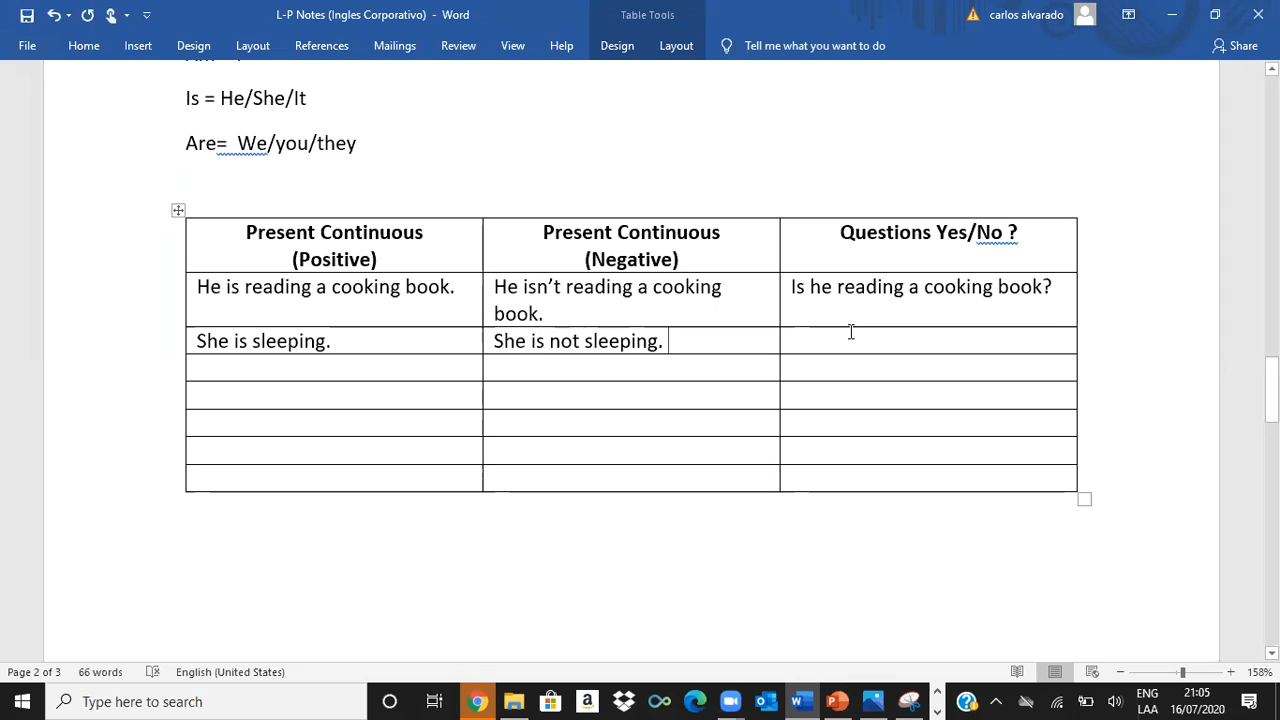 L-P Notes (Ingles Corporativo) - Word
Table Tools
carlos alvarado
File Home Insert Design Layout References Mailings Review View Help Design Layout Tell me what you want to do Share
Is = He/She/It
Are= We/you/they
Present Continuous (Positive)
Present Continuous (Negative)
Questions Yes/No ?
He is reading a cooking book.
He isn't reading a cooking
book.
Is he reading a cooking book?
She is sleeping.
She is not sleeping.
Page 2 of 3 66 words English (United States) 158%
Type here to search
ENG 21:05
LAA 16/07/2020